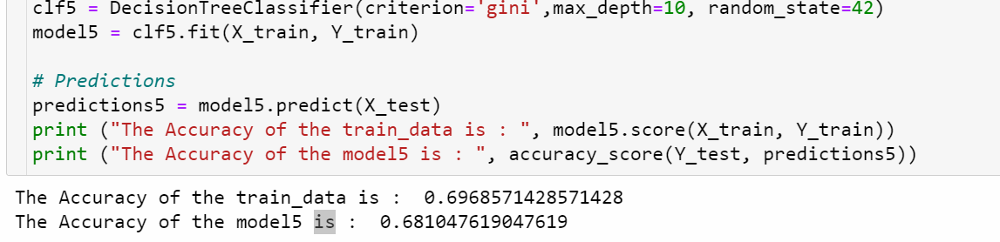 clf5 = DecisionTreeClassifier(criterion='gini',max_depth=10, random_state=42)
model5 = clf5.fit(X_train, Y_train)
# Predictions
predictions5 = model5.predict(X_test)
print ("The Accuracy of the train_data is : ", model5.score(X_train, Y_train))
print ("The Accuracy of the model5 is : ", accuracy_score(Y_test, predictions5))
The Accuracy of the train_data is :  0.6968571428571428
The Accuracy of the model5 is :  0.681047619047619